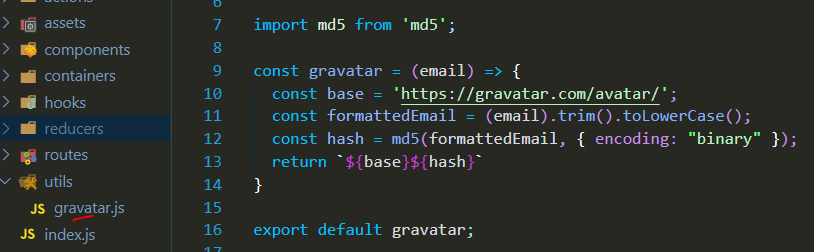 actions
assets
components
containers
hooks
reducers
routes
utils
JS gravatar.js
JS index.js
6
7 import md5 from 'md5';
8
9 const gravatar = (email) => {
10 const base = 'https://gravatar.com/avatar/';
11 const formattedEmail = (email).trim().toLowerCase();
12 const hash = md5(formattedEmail, { encoding: "binary" });
13 return `${base}${hash}`
14 }
15
16 export default gravatar;
17